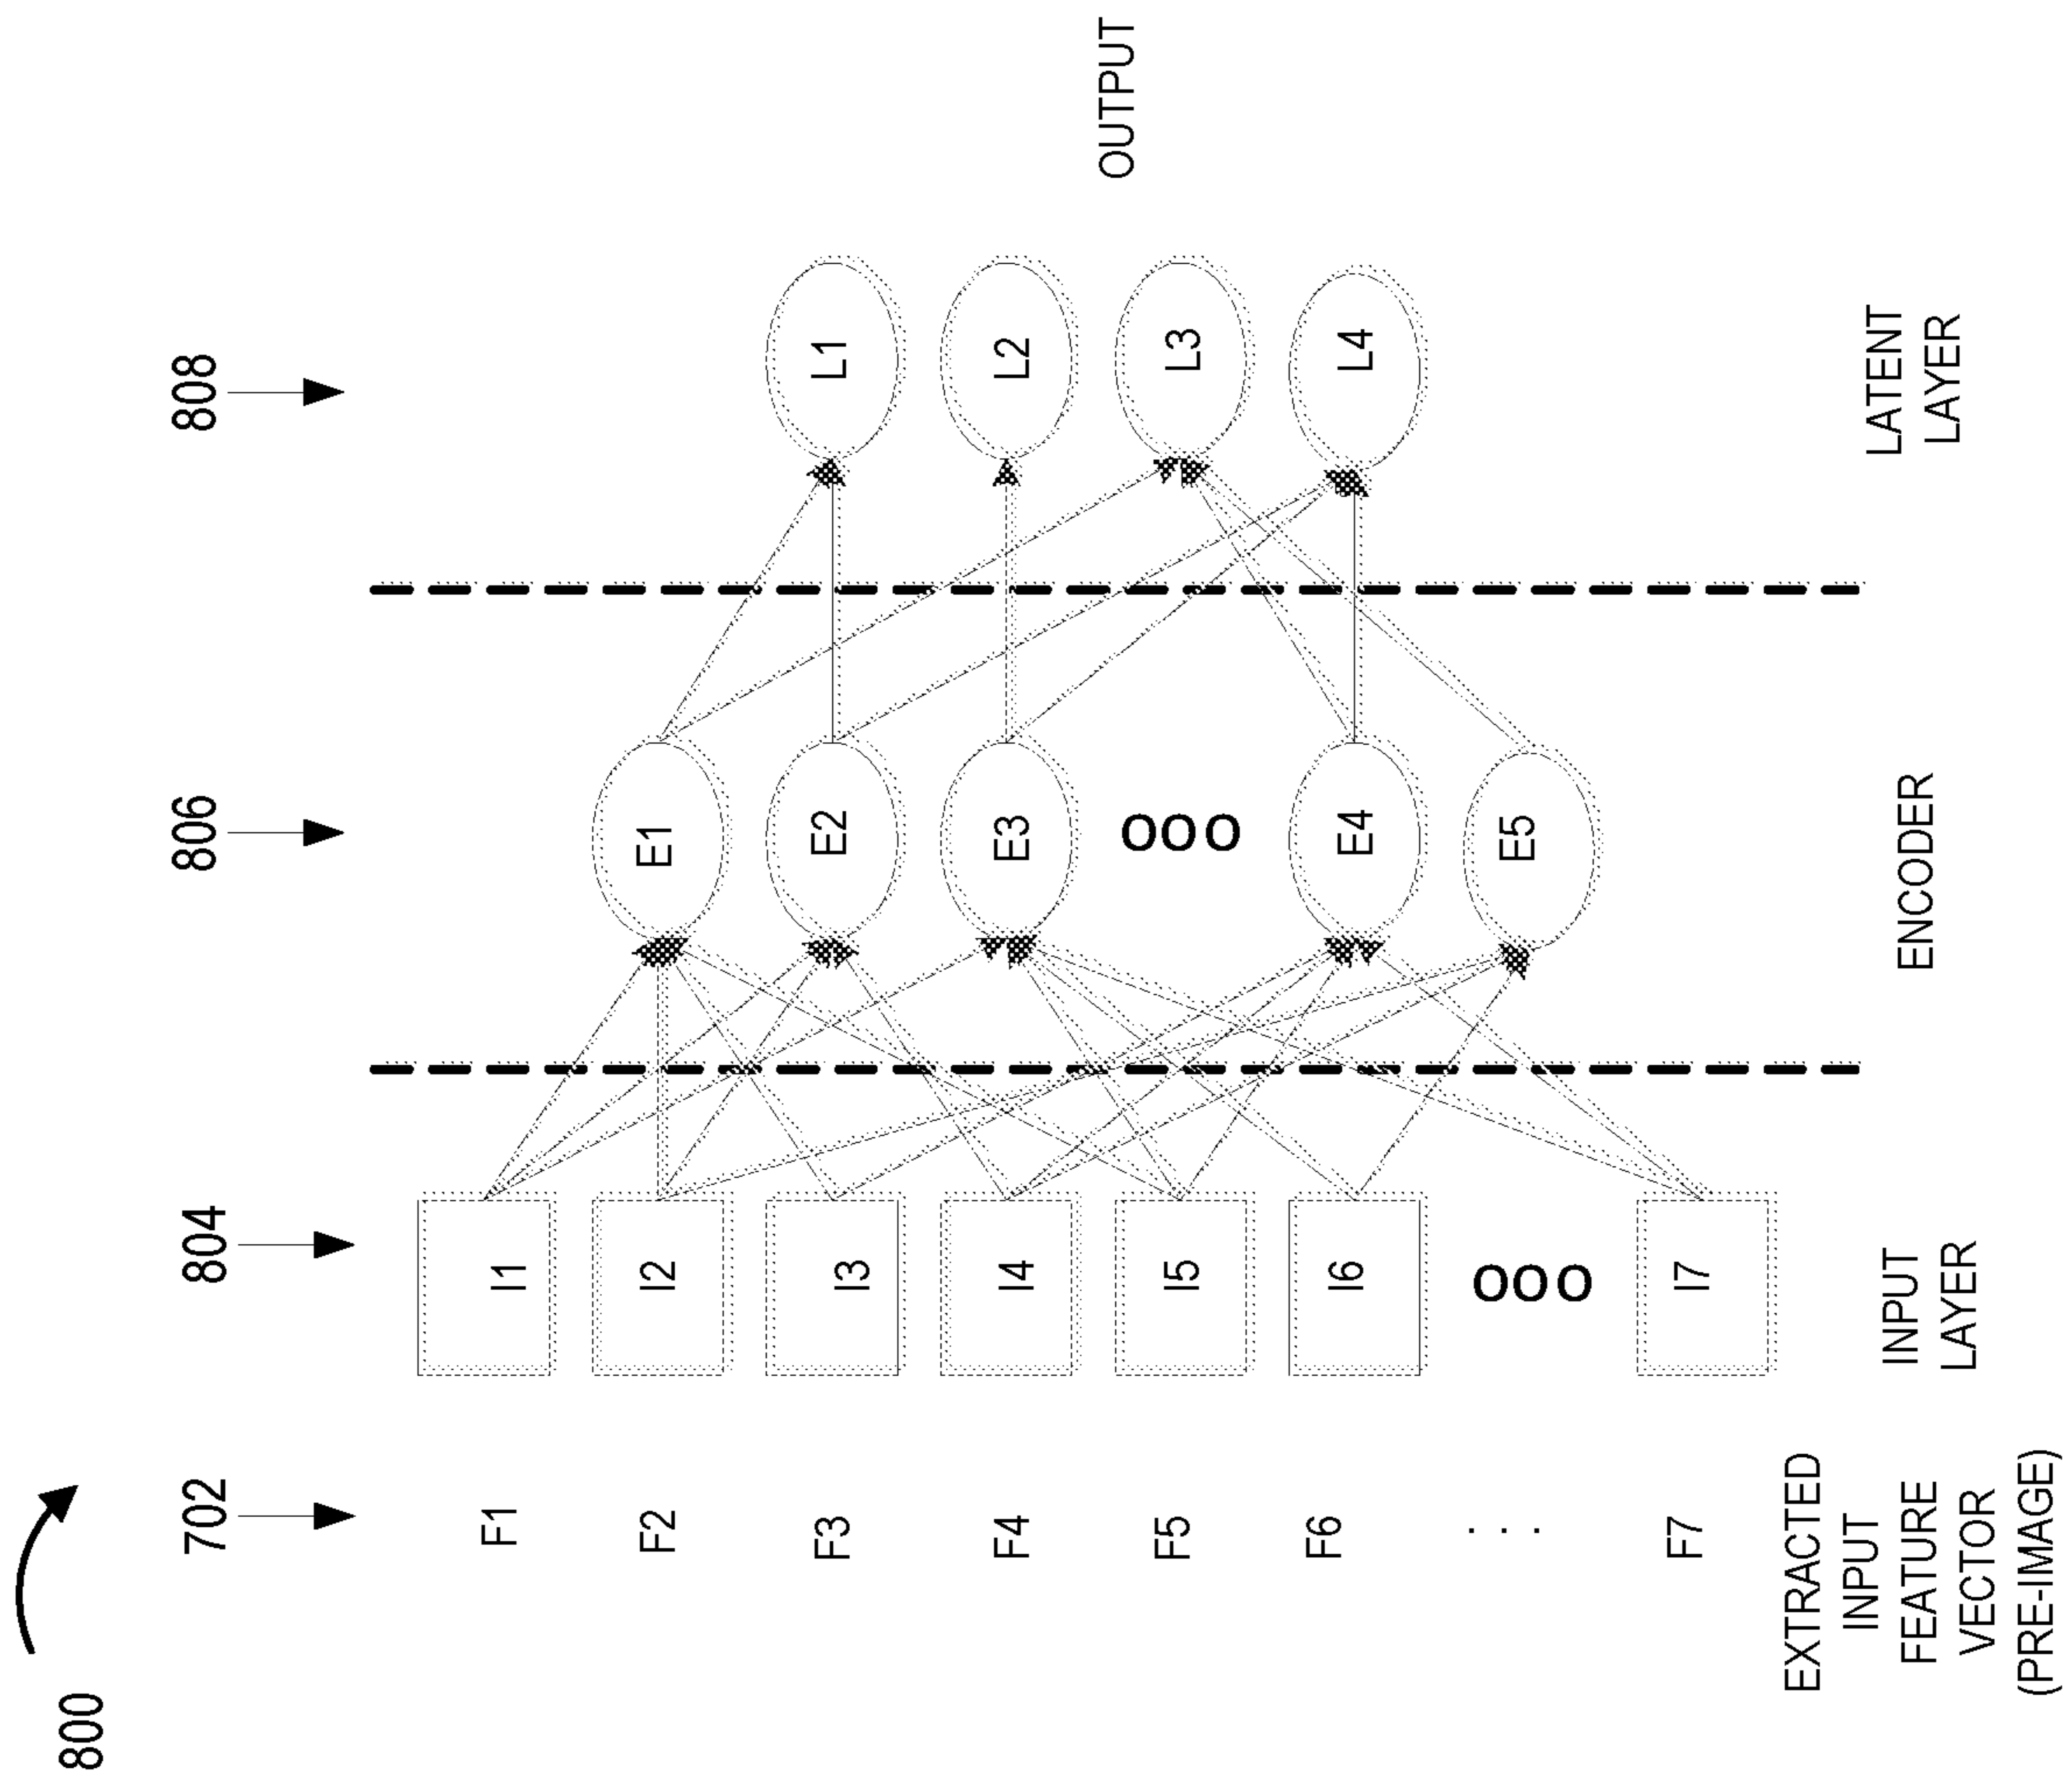 800
702
804
806
808
F1
F2
F3
F4
F5
F6
. . .
F7
I1
I2
I3
I4
I5
I6
OOO
I7
E1
E2
E3
OOO
E4
E5
L1
L2
L3
L4
OUTPUT
EXTRACTED
INPUT
FEATURE
VECTOR
(PRE-IMAGE)
INPUT
LAYER
ENCODER
LATENT
LAYER